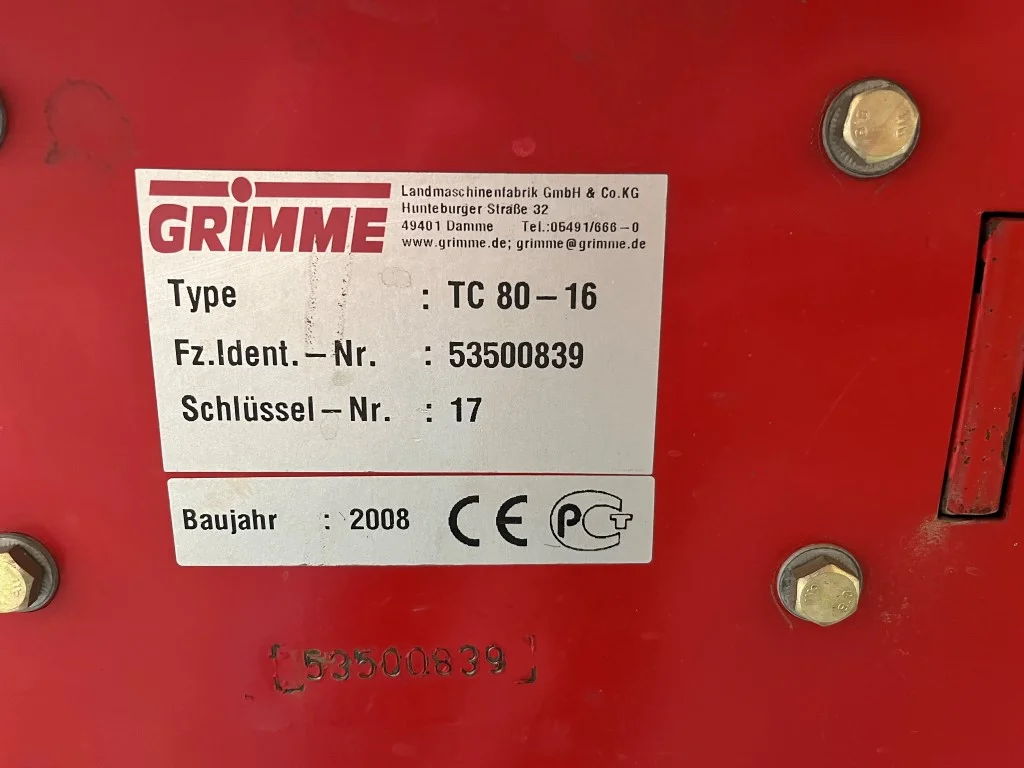 GRIMME
Landmaschinenfabrik GmbH & Co.KG
Hunteburger Straße 32
49401 Damme Tel.:05491/666-0
www.grimme.de; grimme@grimme.de
Type : TC 80-16
Fz.Ident.-Nr. : 53500839
Schlüssel-Nr. : 17
Baujahr : 2008 CE PCT
[53500839]